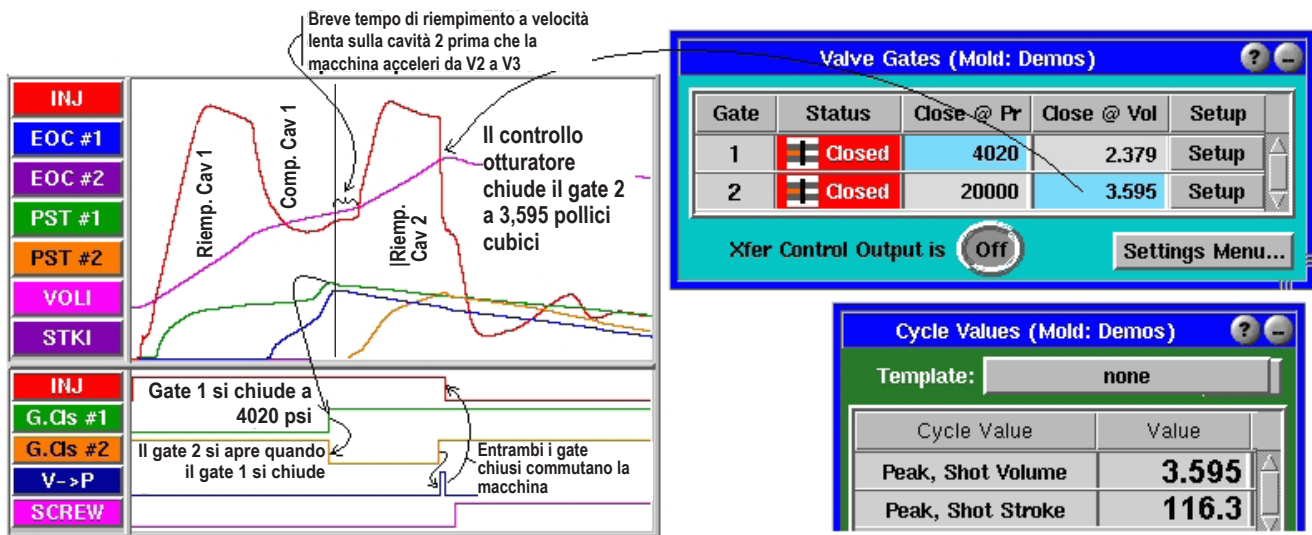 Breve tempo di riempimento a velocità
lenta sulla cavità 2 prima che la
macchina acceleri da V2 a V3
INJ
EOC #1
EOC #2
PST #1
PST #2
VOLI
STKI
Riemp. Cav 1
Comp. Cav 1
Riemp.
Cav 2
Il controllo
otturatore
chiude il gate 2
a 3,595 pollici
cubici
INJ
G.Cls #1
G.Cls #2
V->P
SCREW
Gate 1 si chiude a
4020 psi
Il gate 2 si apre quando
il gate 1 si chiude
Entrambi i gate
chiusi commutano la
macchina
Valve Gates (Mold: Demos)
? –
Gate Status Close @ Pr Close @ Vol Setup
1 Closed 4020 2.379 Setup
2 Closed 20000 3.595 Setup
Xfer Control Output is Off
Settings Menu...
Cycle Values (Mold: Demos)
? –
Template: none
Cycle Value Value
Peak, Shot Volume 3.595
Peak, Shot Stroke 116.3